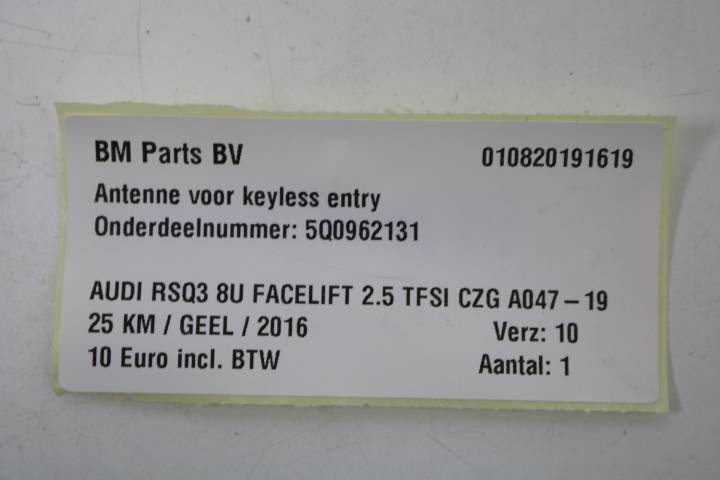 BM Parts BV 010820191619
Antenne voor keyless entry
Onderdeelnummer: 5Q0962131
AUDI RSQ3 8U FACELIFT 2.5 TFSI CZG A047-19
25 KM / GEEL / 2016 Verz: 10
10 Euro incl. BTW Aantal: 1